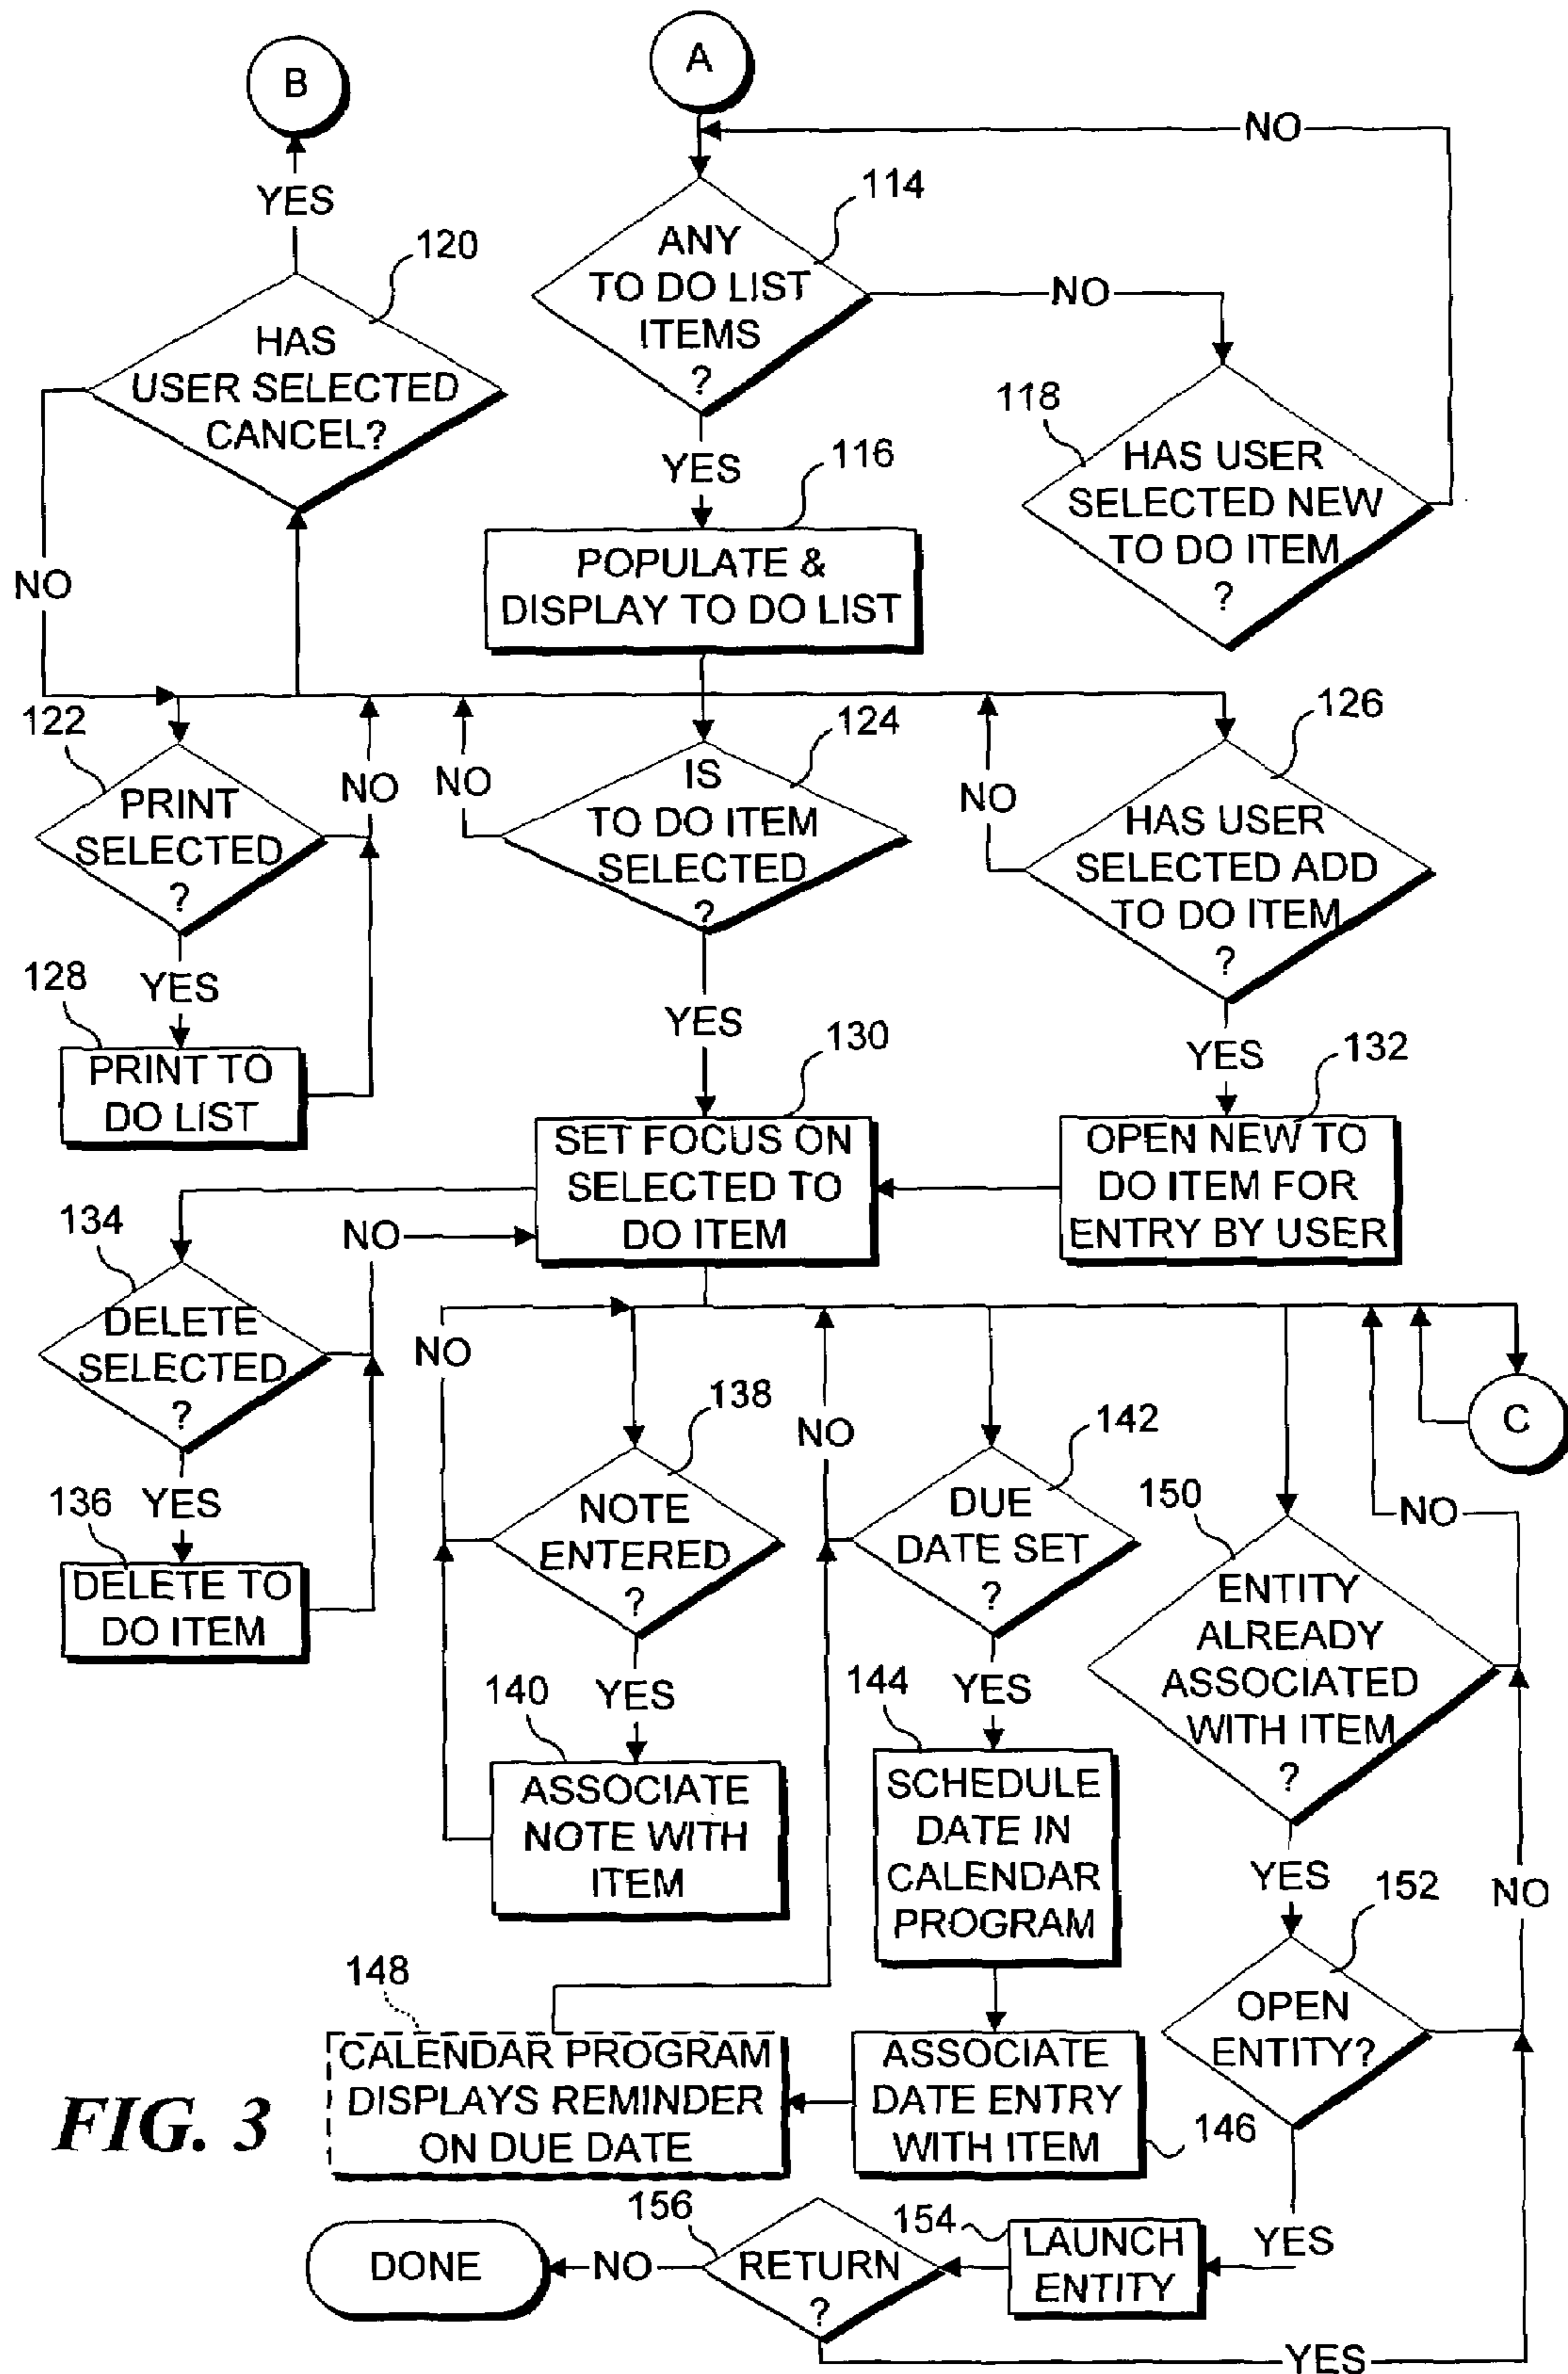 B
A
NO
YES
114
120
ANY
TO DO LIST
ITEMS
?
NO
HAS
USER SELECTED
CANCEL?
118
HAS USER
SELECTED NEW
TO DO ITEM
?
YES
116
NO
POPULATE &
DISPLAY TO DO LIST
122
124
126
PRINT
SELECTED
?
NO
NO
IS
TO DO ITEM
SELECTED
?
NO
HAS USER
SELECTED ADD
TO DO ITEM
?
128
YES
YES
130
YES
132
PRINT TO
DO LIST
SET FOCUS ON
SELECTED TO
DO ITEM
OPEN NEW TO
DO ITEM FOR
ENTRY BY USER
134
NO
DELETE
SELECTED
?
NO
138
NO
142
C
136
YES
NOTE
ENTERED
?
DUE
DATE SET
?
150
NO
DELETE TO
DO ITEM
ENTITY
ALREADY
ASSOCIATED
WITH ITEM
?
140
YES
144
YES
ASSOCIATE
NOTE WITH
ITEM
SCHEDULE
DATE IN
CALENDAR
PROGRAM
YES
152
NO
148
OPEN
ENTITY?
CALENDAR PROGRAM
DISPLAYS REMINDER
ON DUE DATE
ASSOCIATE
DATE ENTRY
WITH ITEM
146
FIG. 3
156
154
YES
DONE
NO
RETURN
?
LAUNCH
ENTITY
YES